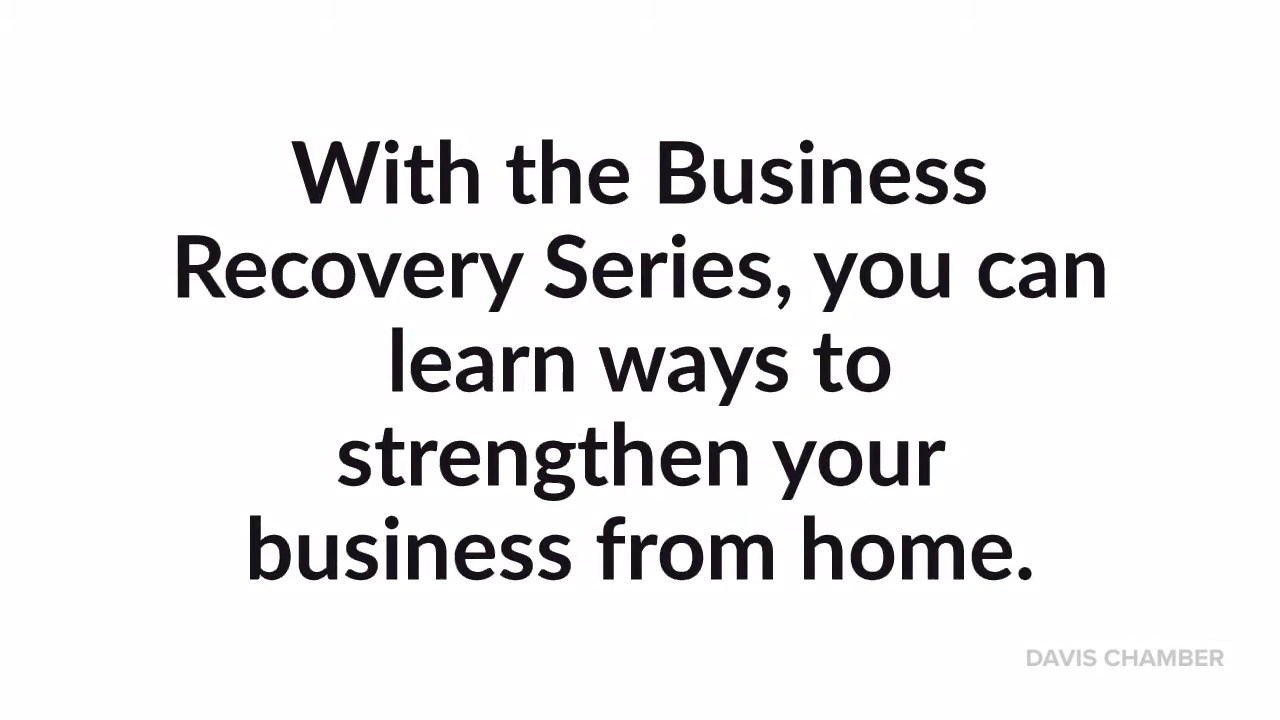 With the Business
Recovery Series, you can
learn ways to
strengthen your
business from home.
DAVIS CHAMBER